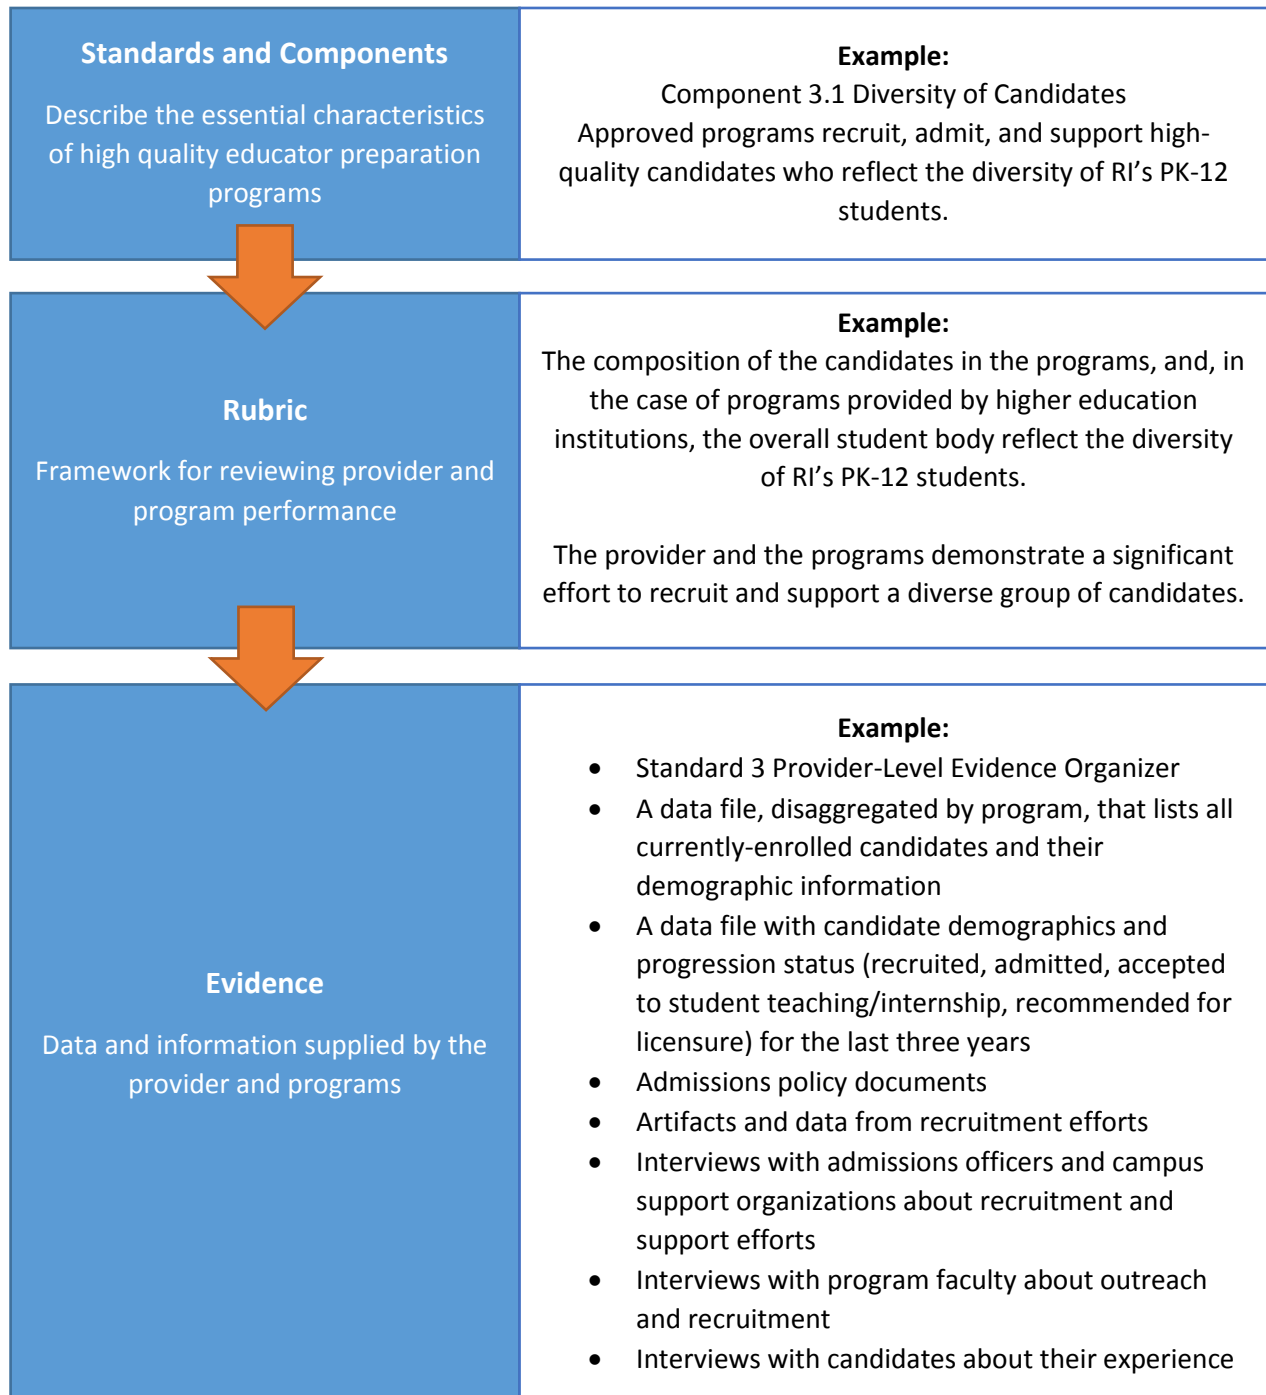 Standards and Components
Describe the essential characteristics
of high quality educator preparation
programs
Example:
Component 3.1 Diversity of Candidates
Approved programs recruit, admit, and support high-
quality candidates who reflect the diversity of RI’s PK-12
students.
Rubric
Framework for reviewing provider and
program performance
Example:
The composition of the candidates in the programs, and, in
the case of programs provided by higher education
institutions, the overall student body reflect the diversity
of RI’s PK-12 students.
The provider and the programs demonstrate a significant
effort to recruit and support a diverse group of candidates.
Evidence
Data and information supplied by the
provider and programs
Example:
• Standard 3 Provider-Level Evidence Organizer
• A data file, disaggregated by program, that lists all
currently-enrolled candidates and their
demographic information
• A data file with candidate demographics and
progression status (recruited, admitted, accepted
to student teaching/internship, recommended for
licensure) for the last three years
• Admissions policy documents
• Artifacts and data from recruitment efforts
• Interviews with admissions officers and campus
support organizations about recruitment and
support efforts
• Interviews with program faculty about outreach
and recruitment
• Interviews with candidates about their experience